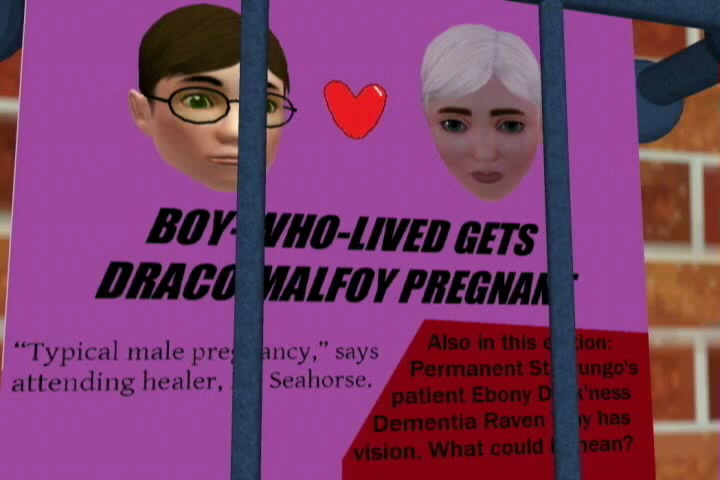 BOY-WHO-LIVED GETS
DRACO MALFOY PREGNANT
“Typical male pregnancy,” says
attending healer, Seahorse.
Also in this edition:
Permanent St Mungo's
patient Ebony Dark'ness
Dementia Raven Way has
vision. What could it mean?